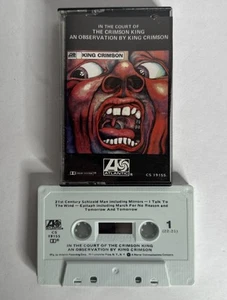 IN THE COURT OF
THE CRIMSON KING
AN OBSERVATION BY KING CRIMSON
KING CRIMSON
ATLANTIC
CS 19155
21st Century Schizoid Man including Mirrors — I Talk To
The Wind — Epitaph including March For No Reason and
Tomorrow And Tomorrow
CS 19155
1
IN THE COURT OF THE CRIMSON KING
AN OBSERVATION BY KING CRIMSON